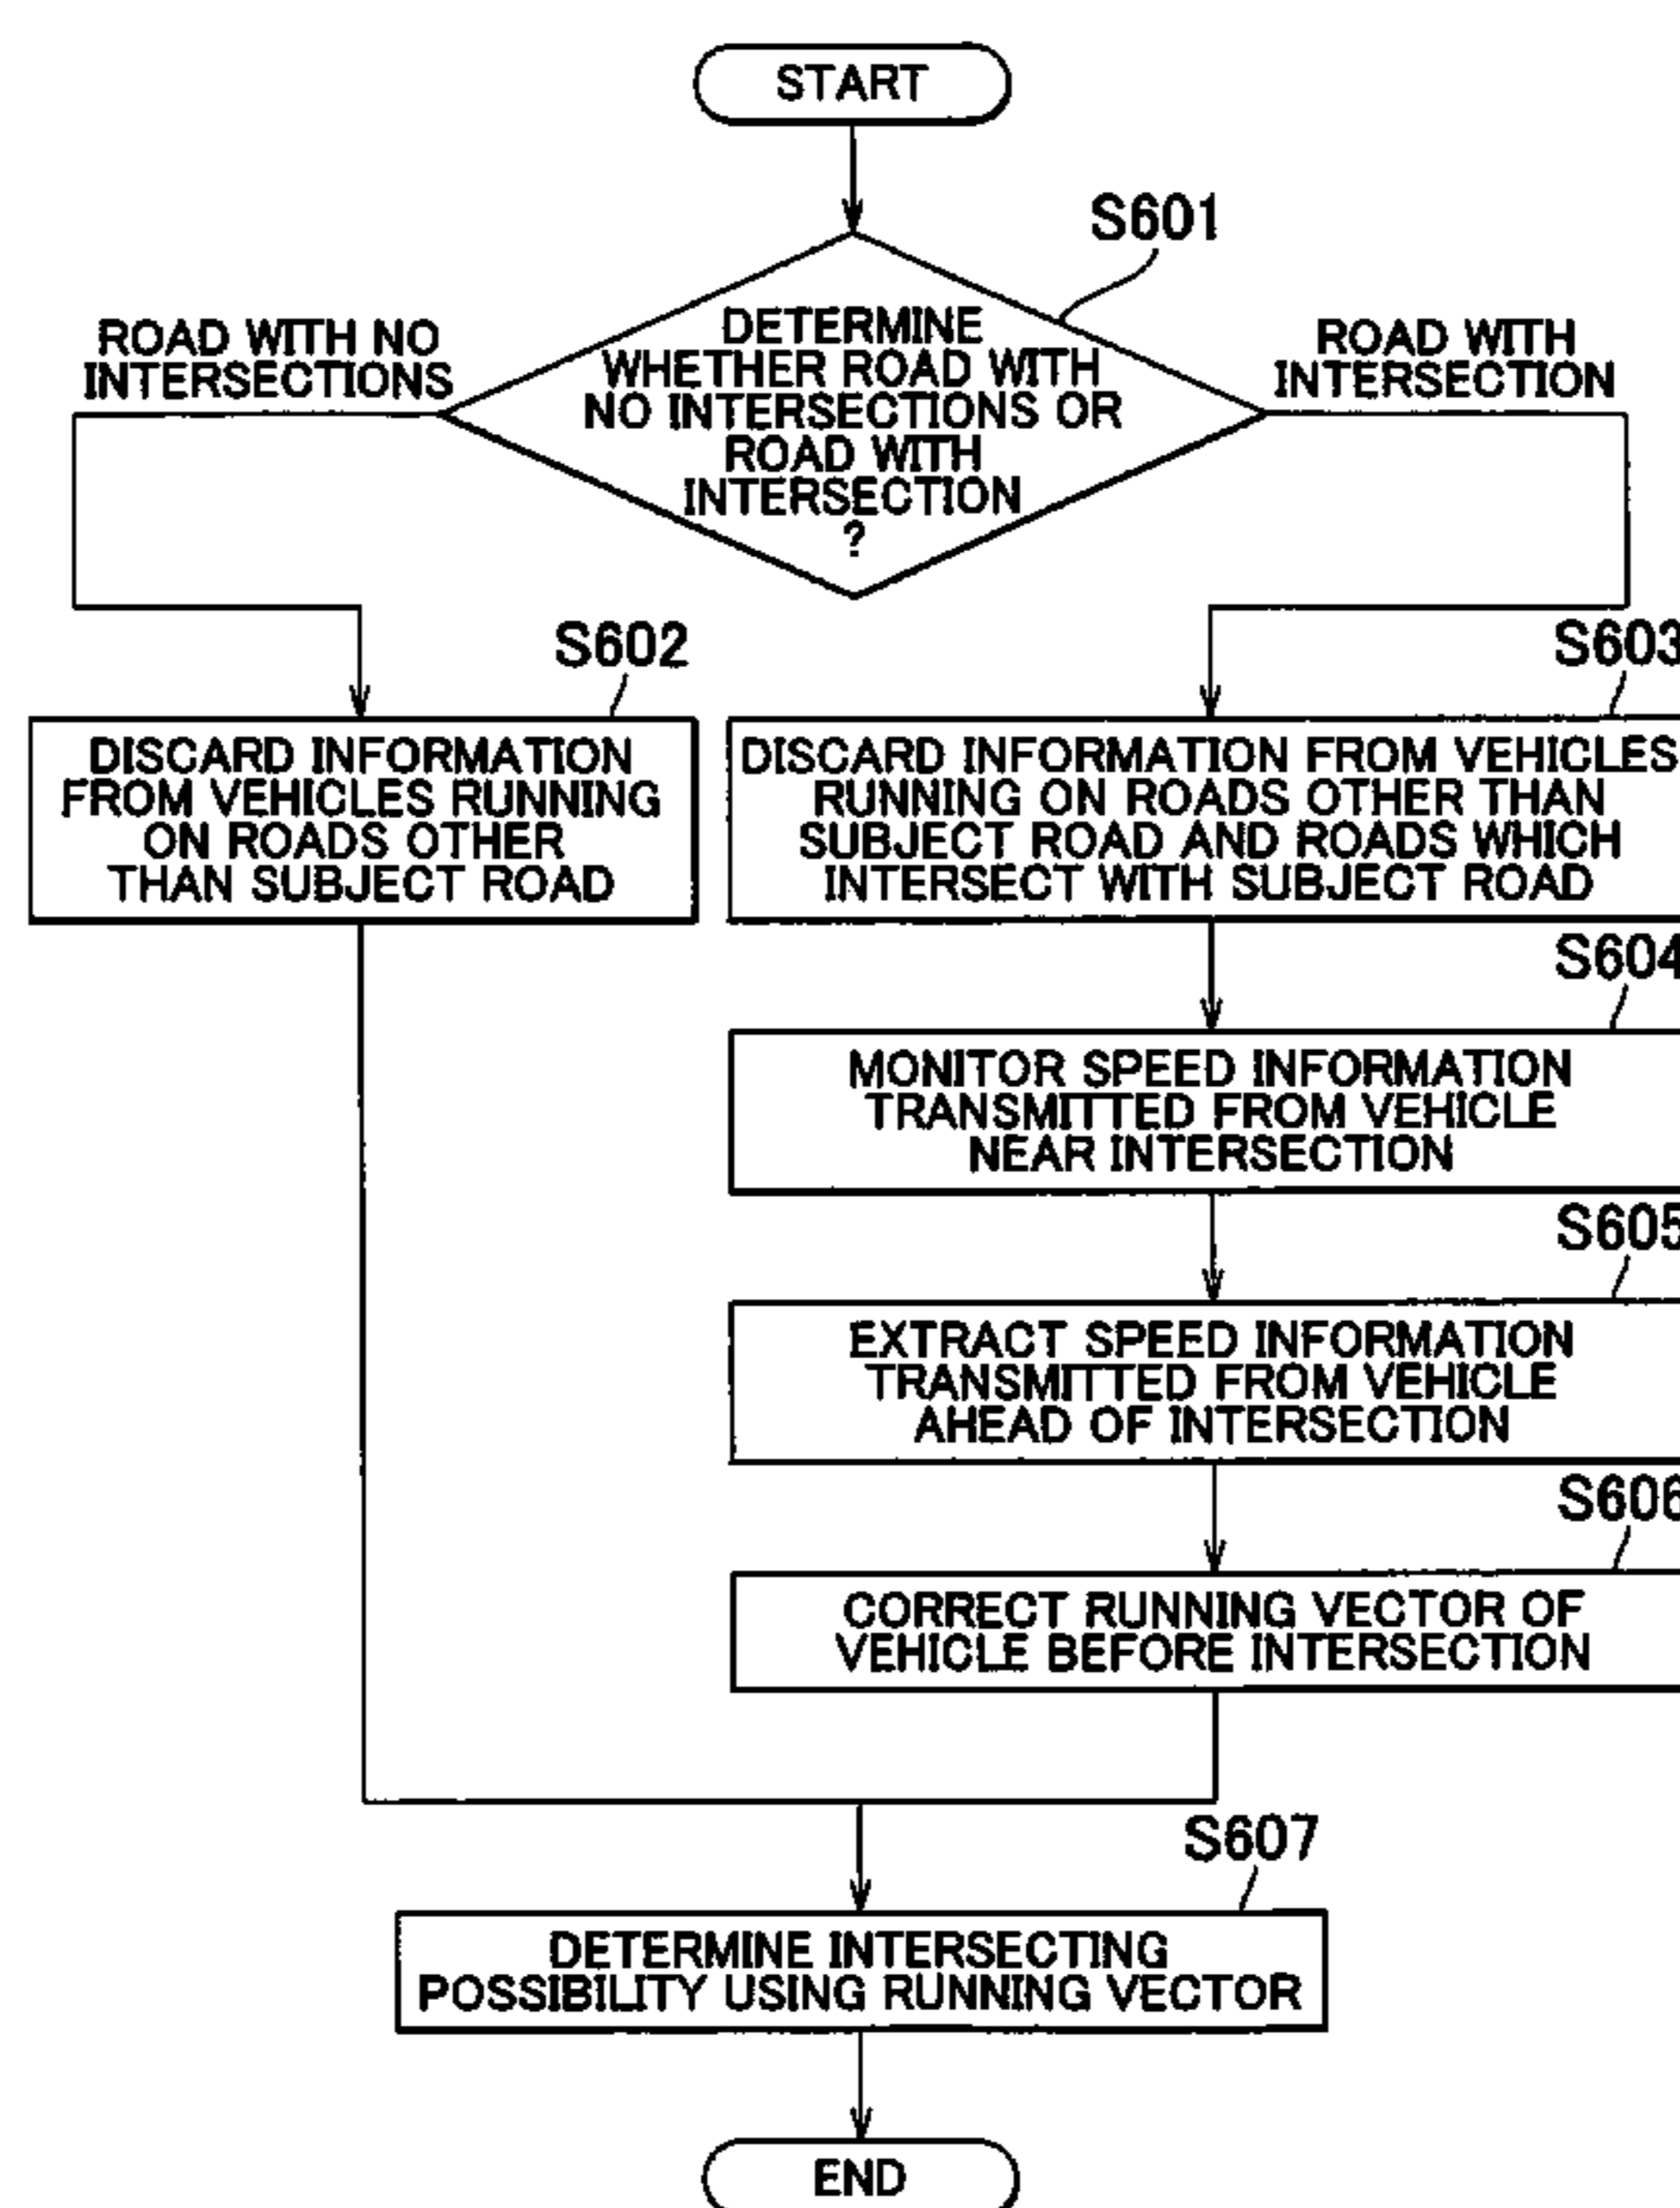 START
S601
DETERMINE
WHETHER ROAD WITH
NO INTERSECTIONS OR
ROAD WITH
INTERSECTION
?
ROAD WITH NO
INTERSECTIONS
ROAD WITH
INTERSECTION
S602
DISCARD INFORMATION
FROM VEHICLES RUNNING
ON ROADS OTHER
THAN SUBJECT ROAD
S603
DISCARD INFORMATION FROM VEHICLES
RUNNING ON ROADS OTHER THAN
SUBJECT ROAD AND ROADS WHICH
INTERSECT WITH SUBJECT ROAD
S604
MONITOR SPEED INFORMATION
TRANSMITTED FROM VEHICLE
NEAR INTERSECTION
S605
EXTRACT SPEED INFORMATION
TRANSMITTED FROM VEHICLE
AHEAD OF INTERSECTION
S606
CORRECT RUNNING VECTOR OF
VEHICLE BEFORE INTERSECTION
S607
DETERMINE INTERSECTING
POSSIBILITY USING RUNNING VECTOR
END